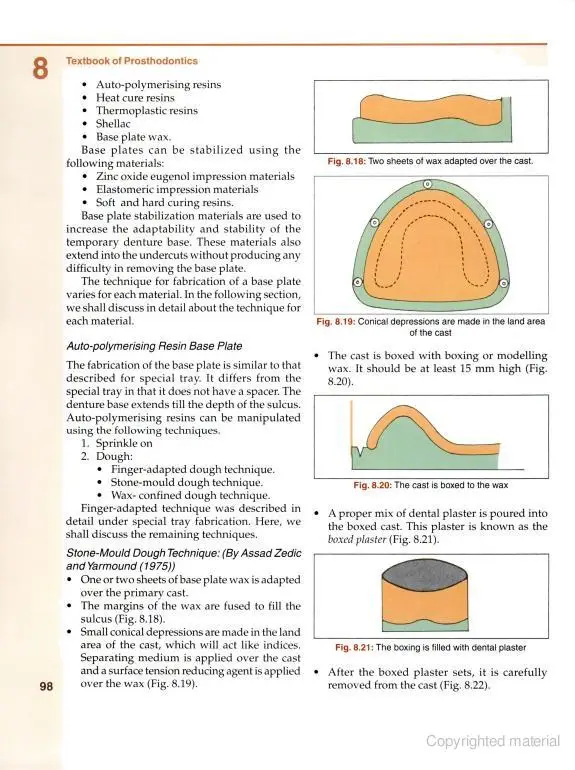 8
Textbook of Prosthodontics
• Auto-polymerising resins
• Heat cure resins
• Thermoplastic resins
• Shellac
• Base plate wax.
Base plates can be stabilized using the
following materials:
• Zinc oxide eugenol impression materials
• Elastomeric impression materials
• Soft and hard curing resins.
Base plate stabilization materials are used to
increase the adaptability and stability of the
temporary denture base. These materials also
extend into the undercuts without producing any
difficulty in removing the base plate.
The technique for fabrication of a base plate
varies for each material. In the following section,
we shall discuss in detail about the technique for
each material.
Auto-polymerising Resin Base Plate
The fabrication of the base plate is similar to that
described for special tray. It differs from the
special tray in that it does not have a spacer. The
denture base extends till the depth of the sulcus.
Auto-polymerising resins can be manipulated
using the following techniques.
1. Sprinkle on
2. Dough:
• Finger-adapted dough technique.
• Stone-mould dough technique.
• Wax- confined dough technique.
Finger-adapted technique was described in
detail under special tray fabrication. Here, we
shall discuss the remaining techniques.
Stone-Mould Dough Technique: (By Assad Zedic
and Yarmound (1975))
• One or two sheets of base plate wax is adapted
over the primary cast.
• The margins of the wax are fused to fill the
sulcus (Fig. 8.18).
• Small conical depressions are made in the land
area of the cast, which will act like indices.
Separating medium is applied over the cast
and a surface tension reducing agent is applied
over the wax (Fig. 8.19).
98
Fig. 8.18: Two sheets of wax adapted over the cast.
Fig. 8.19: Conical depressions are made in the land area
of the cast
• The cast is boxed with boxing or modelling
wax. It should be at least 15 mm high (Fig.
8.20).
Fig. 8.20: The cast is boxed to the wax
• A proper mix of dental plaster is poured into
the boxed cast. This plaster is known as the
boxed plaster (Fig. 8.21).
Fig. 8.21: The boxing is filled with dental plaster
• After the boxed plaster sets, it is carefully
removed from the cast (Fig. 8.22).
Copyrighted material